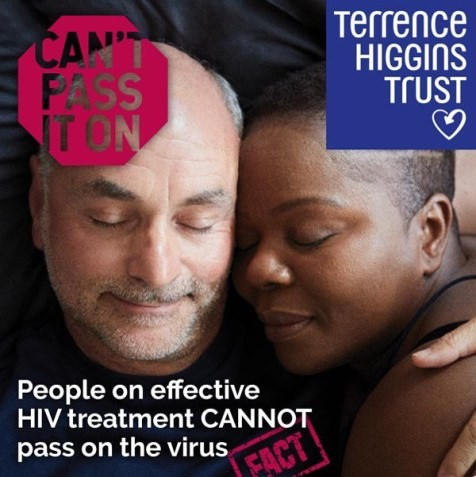 CAN'T
PASS
IT ON
Terrence
HIGGINS
Trust
People on effective
HIV treatment CANNOT
pass on the virus
FACT